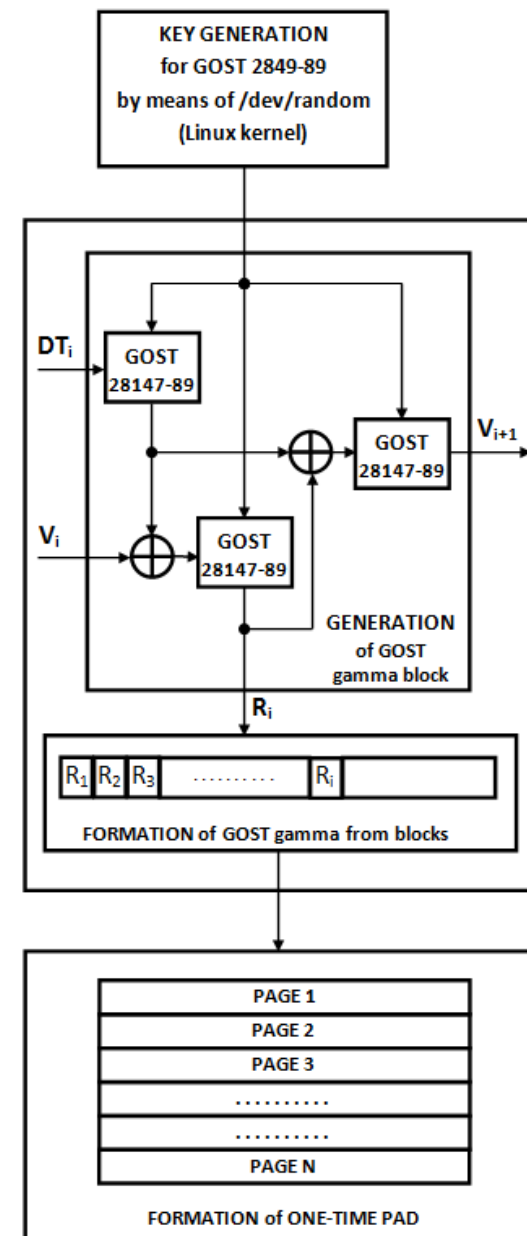 KEY GENERATION
for GOST 2849-89
by means of /dev/random
(Linux kernel)
DTᵢ
GOST
28147-89
GOST
28147-89
Vᵢ₊₁
Vᵢ
GOST
28147-89
GENERATION
of GOST
gamma block
Rᵢ
R₁ R₂ R₃ .......... Rᵢ
FORMATION of GOST gamma from blocks
PAGE 1
PAGE 2
PAGE 3
..........
..........
PAGE N
FORMATION of ONE-TIME PAD